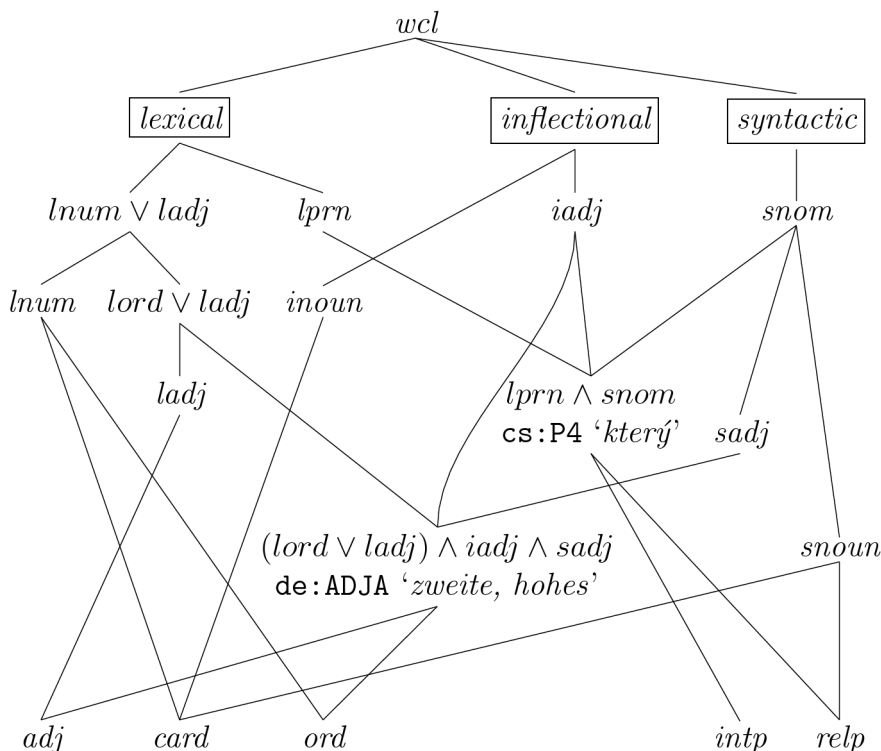 wcl
lexical inflectional syntactic
lnum ∨ ladj lprn iadj snom
lnum lord ∨ ladj inoun
ladj lprn ∧ snom
cs:P4 ‘který’ sadj
(lord ∨ ladj) ∧ iadj ∧ sadj snoun
de:ADJA ‘zweite, hohes’
adj card ord intp relp